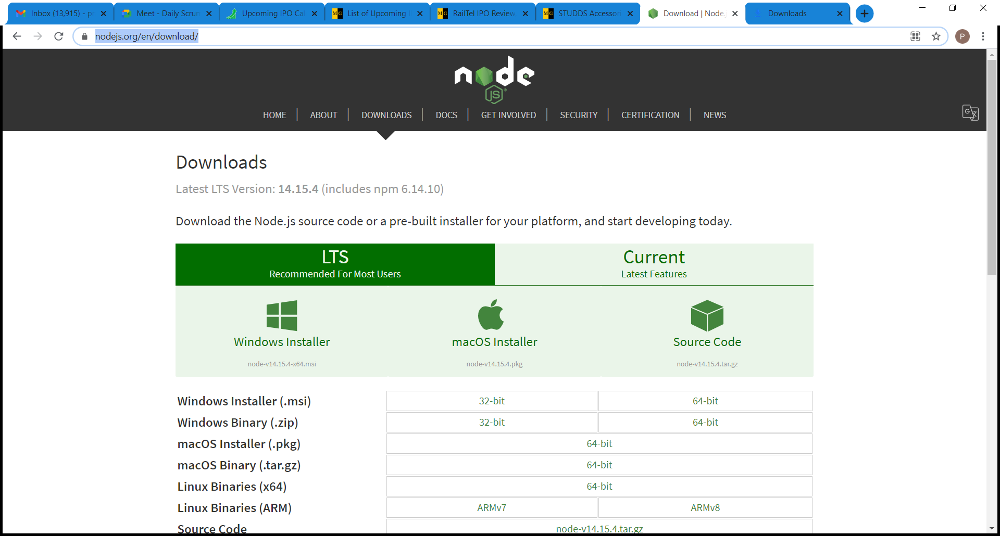 Inbox (13,915) - pr
Meet - Daily Scrum
Upcoming IPO Cal
List of Upcoming I
RailTel IPO Review,
STUDDS Accessori
Download | Node.
Downloads
nodejs.org/en/download/
P
node
JS
HOME
ABOUT
DOWNLOADS
DOCS
GET INVOLVED
SECURITY
CERTIFICATION
NEWS
Downloads
Latest LTS Version: 14.15.4 (includes npm 6.14.10)
Download the Node.js source code or a pre-built installer for your platform, and start developing today.
LTS
Recommended For Most Users
Current
Latest Features
Windows Installer
node-v14.15.4-x64.msi
macOS Installer
node-v14.15.4.pkg
Source Code
node-v14.15.4.tar.gz
Windows Installer (.msi) 32-bit 64-bit
Windows Binary (.zip) 32-bit 64-bit
macOS Installer (.pkg) 64-bit
macOS Binary (.tar.gz) 64-bit
Linux Binaries (x64) 64-bit
Linux Binaries (ARM) ARMv7 ARMv8
Source Code node-v14.15.4.tar.gz